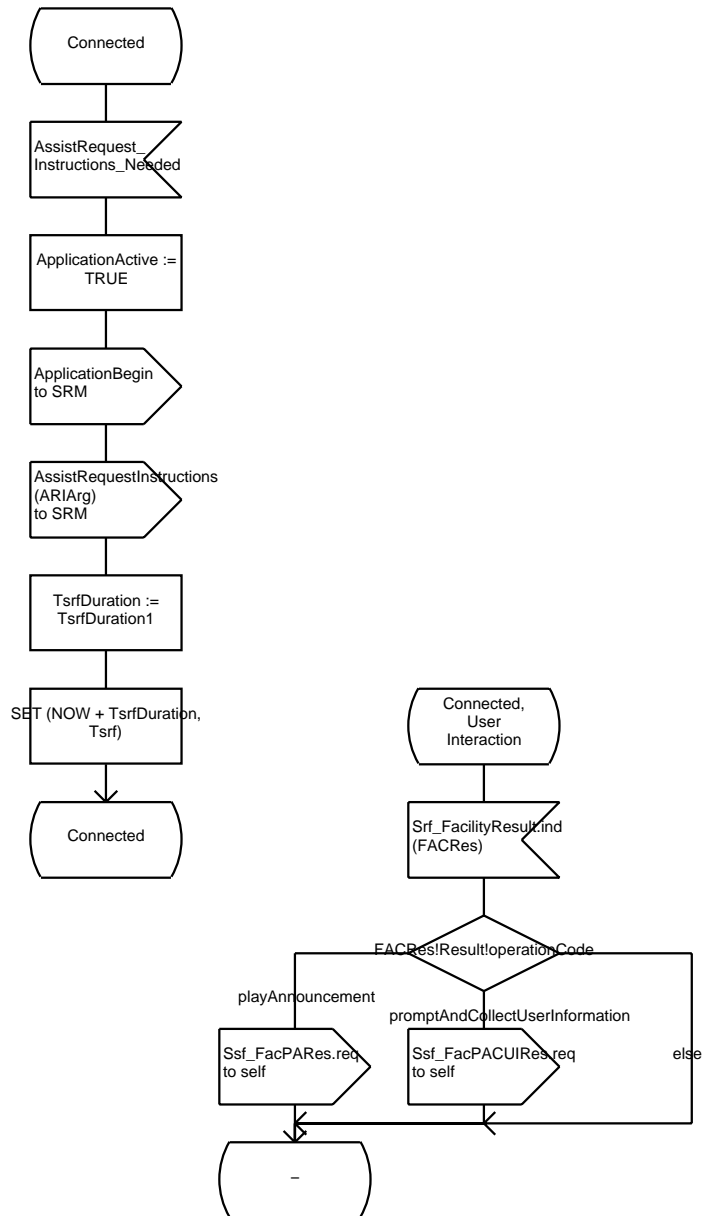 Connected
AssistRequest_
Instructions_Needed
ApplicationActive :=
TRUE
ApplicationBegin
to SRM
AssistRequestInstructions
(ARIArg)
to SRM
TsrfDuration :=
TsrfDuration1
SET (NOW + TsrfDuration,
Tsrf)
Connected
Connected,
User
Interaction
Srf_FacilityResult.ind
(FACRes)
FACRes!Result!operationCode
playAnnouncement
promptAndCollectUserInformation
else
Ssf_FacPARes.req
to self
Ssf_FacPACUIRes.req
to self
–